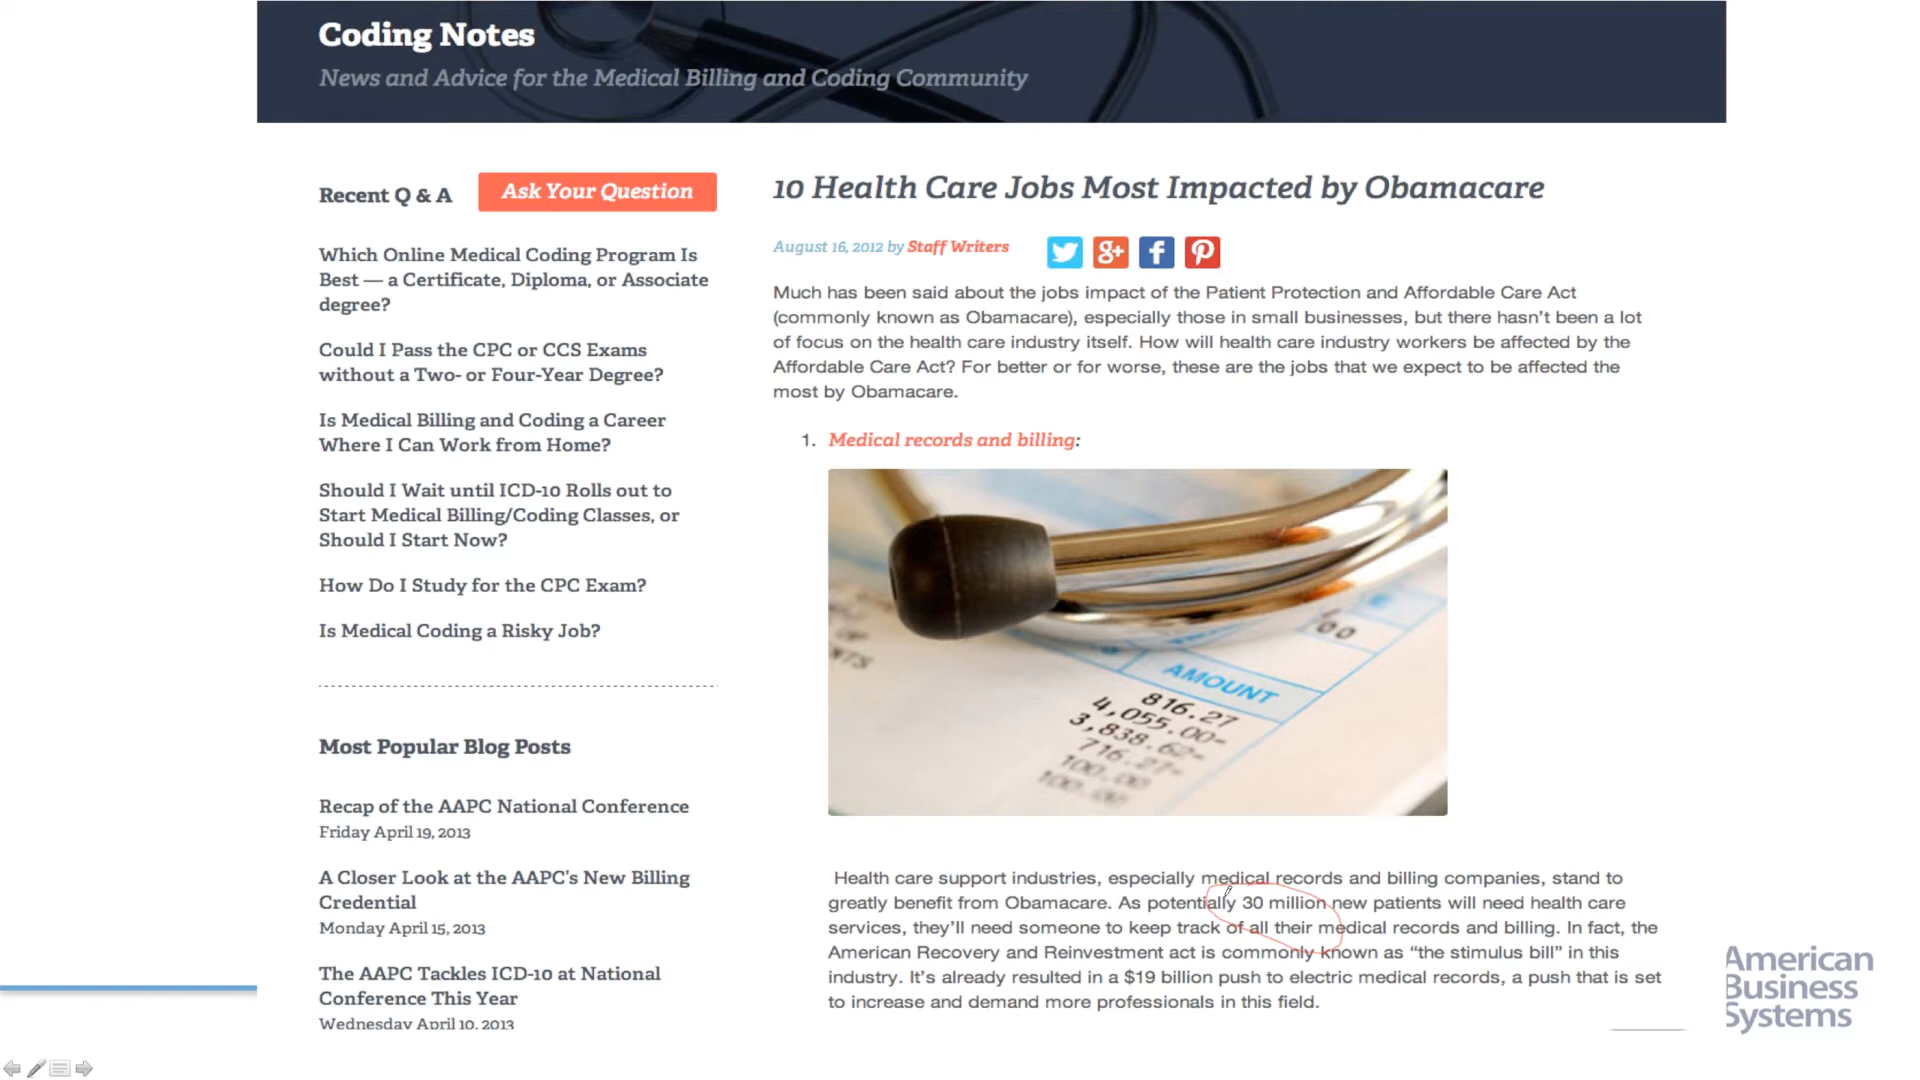 Coding Notes
News and Advice for the Medical Billing and Coding Community
Recent Q & A
Ask Your Question
Which Online Medical Coding Program Is
Best — a Certificate, Diploma, or Associate
degree?
Could I Pass the CPC or CCS Exams
without a Two- or Four-Year Degree?
Is Medical Billing and Coding a Career
Where I Can Work from Home?
Should I Wait until ICD-10 Rolls out to
Start Medical Billing/Coding Classes, or
Should I Start Now?
How Do I Study for the CPC Exam?
Is Medical Coding a Risky Job?
Most Popular Blog Posts
Recap of the AAPC National Conference
Friday April 19, 2013
A Closer Look at the AAPC's New Billing
Credential
Monday April 15, 2013
The AAPC Tackles ICD-10 at National
Conference This Year
Wednesday April 10, 2013
10 Health Care Jobs Most Impacted by Obamacare
August 16, 2012 by Staff Writers
Much has been said about the jobs impact of the Patient Protection and Affordable Care Act
(commonly known as Obamacare), especially those in small businesses, but there hasn't been a lot
of focus on the health care industry itself. How will health care industry workers be affected by the
Affordable Care Act? For better or for worse, these are the jobs that we expect to be affected the
most by Obamacare.
1. Medical records and billing:
AMOUNT
816.27
4,055.00-
3,838.62-
716.27-
100.00
100.00
Health care support industries, especially medical records and billing companies, stand to
greatly benefit from Obamacare. As potentially 30 million new patients will need health care
services, they'll need someone to keep track of all their medical records and billing. In fact, the
American Recovery and Reinvestment act is commonly known as “the stimulus bill” in this
industry. It's already resulted in a $19 billion push to electric medical records, a push that is set
to increase and demand more professionals in this field.
American
Business
Systems